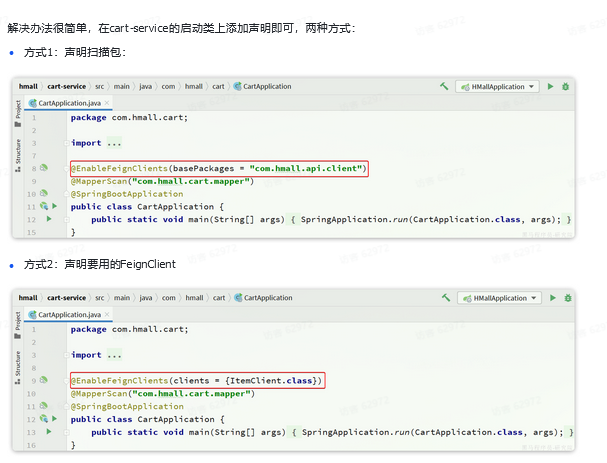 解决办法很简单，在cart-service的启动类上添加声明即可，两种方式：
方式1：声明扫描包：
hmall cart-service src main java com hmall cart CartApplication HMallApplication
CartApplication.java
Project
Structure
1 package com.hmall.cart;
2
3 import ...
7
8 @EnableFeignClients(basePackages = "com.hmall.api.client")
9 @MapperScan("com.hmall.cart.mapper")
10 @SpringBootApplication
11 public class CartApplication {
12 public static void main(String[] args) { SpringApplication.run(CartApplication.class, args); }
15 }
方式2：声明要用的FeignClient
hmall cart-service src main java com hmall cart CartApplication HMallApplication
CartApplication.java
Project
Structure
1 package com.hmall.cart;
2
3 import ...
8
9 @EnableFeignClients(clients = {ItemClient.class})
10 @MapperScan("com.hmall.cart.mapper")
11 @SpringBootApplication
12 public class CartApplication {
13 public static void main(String[] args) { SpringApplication.run(CartApplication.class, args); }
16 }